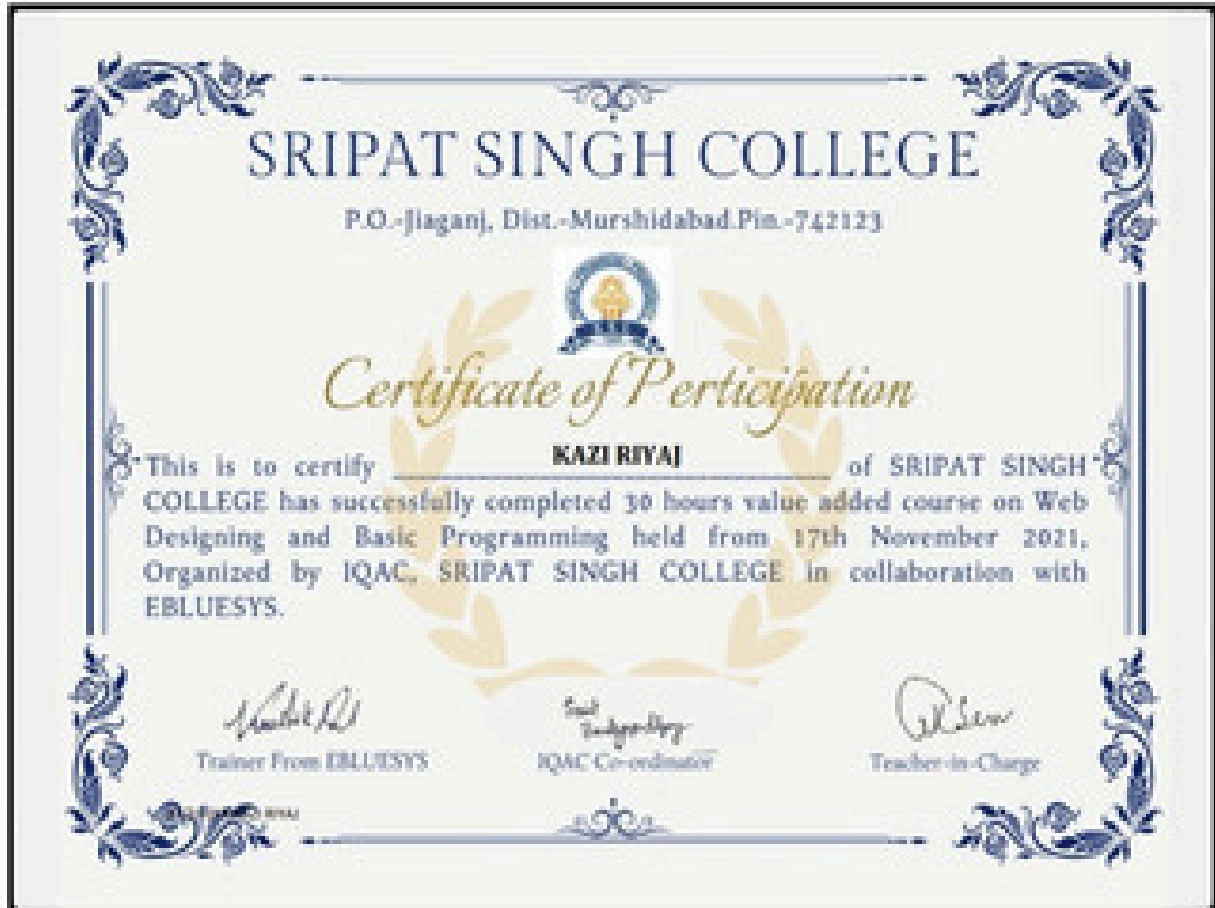 SRIPAT SINGH COLLEGE
P.O.-Jiaganj, Dist.-Murshidabad.Pin.-742123
Certificate of Perticipation
KAZI RIYAJ
This is to certify of SRIPAT SINGH
COLLEGE has successfully completed 30 hours value added course on Web
Designing and Basic Programming held from 17th November 2021,
Organized by IQAC, SRIPAT SINGH COLLEGE in collaboration with
EBLUESYS.
Trainer From EBLUESYS
IQAC Co-ordinator
Teacher-in-Charge